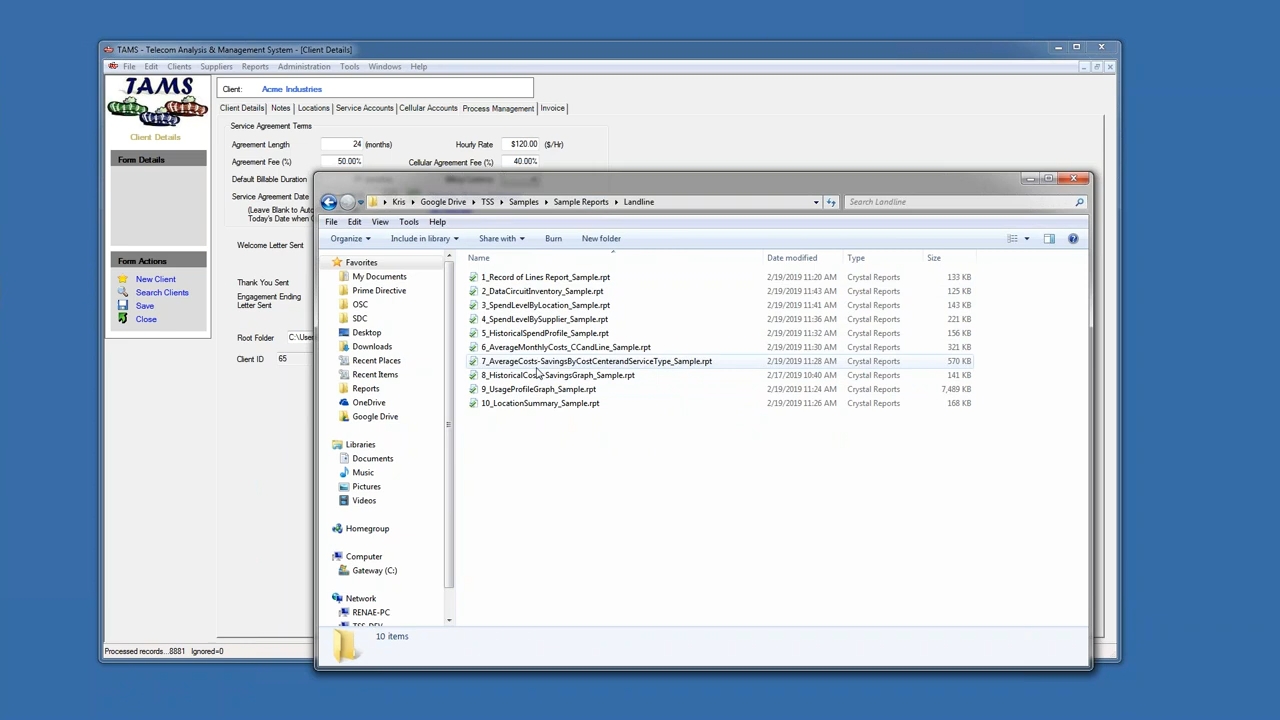 TAMS - Telecom Analysis & Management System - [Client Details]
File Edit Clients Suppliers Reports Administration Tools Windows Help
TAMS
Client Details
Form Details
Form Actions
New Client
Search Clients
Save
Close
Client: Acme Industries
Client Details Notes Locations Service Accounts Cellular Accounts Process Management Invoice
Service Agreement Terms
Agreement Length 24 (months) Hourly Rate $120.00 ($/Hr)
Agreement Fee (%) 50.00% Cellular Agreement Fee (%) 40.00%
Default Billable Duration
Service Agreement Date
(Leave Blank to Auto
Today's Date when
Welcome Letter Sent
Thank You Sent
Engagement Ending
Letter Sent
Root Folder C:\User
Client ID 65
Processed records...8881 Ignored=0
Kris Google Drive TSS Samples Sample Reports Landline
Search Landline
File Edit View Tools Help
Organize Include in library Share with Burn New folder
Favorites
My Documents
Prime Directive
OSC
SDC
Desktop
Downloads
Recent Places
Recent Items
Reports
OneDrive
Google Drive
Libraries
Documents
Music
Pictures
Videos
Homegroup
Computer
Gateway (C:)
Network
RENAE-PC
TSS-DEV
Name Date modified Type Size
1_Record of Lines Report_Sample.rpt 2/19/2019 11:20 AM Crystal Reports 133 KB
2_DataCircuitInventory_Sample.rpt 2/19/2019 11:43 AM Crystal Reports 125 KB
3_SpendLevelByLocation_Sample.rpt 2/19/2019 11:41 AM Crystal Reports 143 KB
4_SpendLevelBySupplier_Sample.rpt 2/19/2019 11:36 AM Crystal Reports 221 KB
5_HistoricalSpendProfile_Sample.rpt 2/19/2019 11:32 AM Crystal Reports 156 KB
6_AverageMonthlyCosts_CCandLine_Sample.rpt 2/19/2019 11:30 AM Crystal Reports 321 KB
7_AverageCosts-SavingsByCostCenterandServiceType_Sample.rpt 2/19/2019 11:28 AM Crystal Reports 570 KB
8_HistoricalCost-SavingsGraph_Sample.rpt 2/17/2019 10:40 AM Crystal Reports 141 KB
9_UsageProfileGraph_Sample.rpt 2/19/2019 11:24 AM Crystal Reports 7,489 KB
10_LocationSummary_Sample.rpt 2/19/2019 11:26 AM Crystal Reports 168 KB
10 items